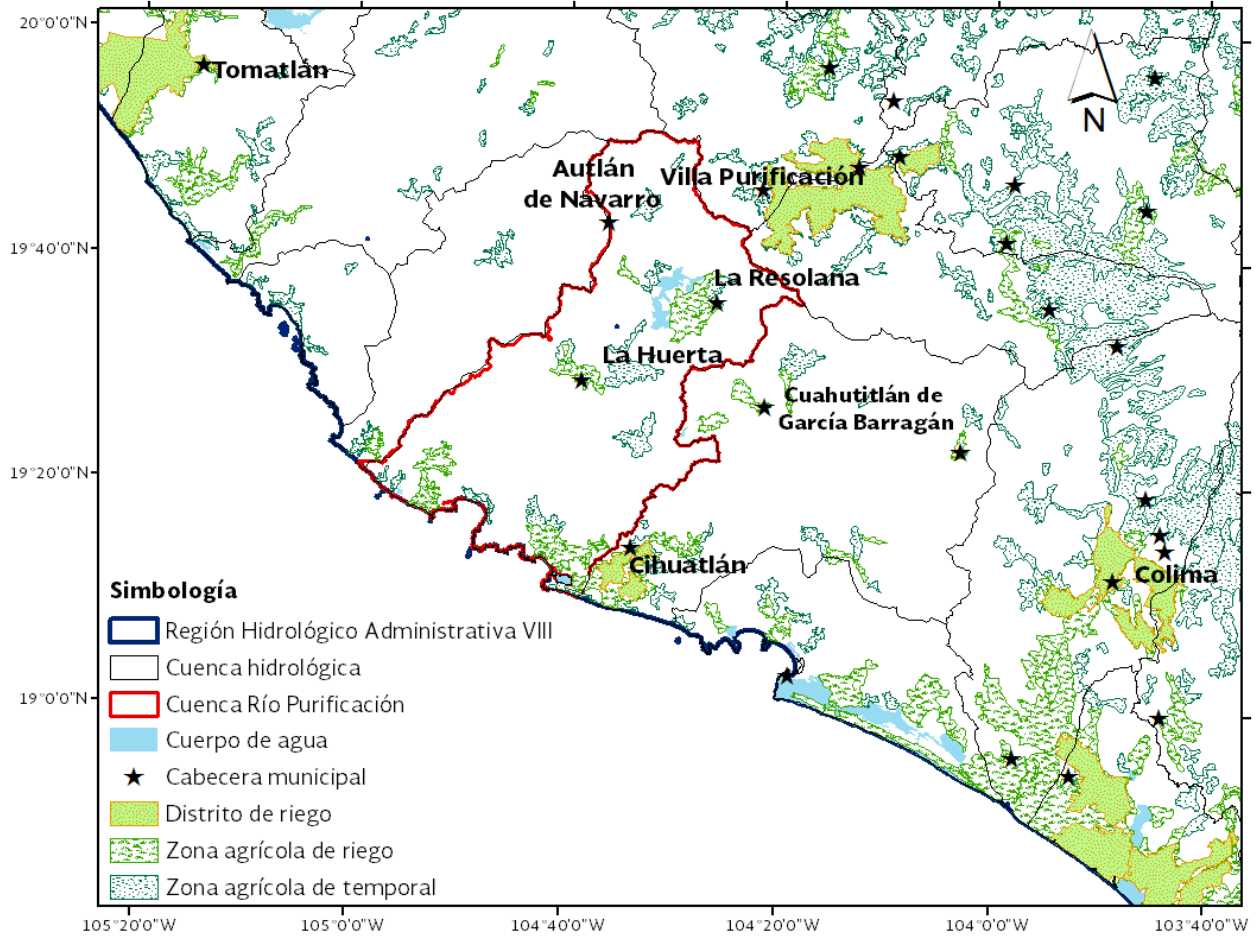 20°0'0"N
19°40'0"N
19°20'0"N
19°0'0"N
Tomatlán
N
Autlán
de Navarro
Villa Purificación
La Resolana
La Huerta
Cuahutitlán de
García Barragán
Cihuatlán
Colima
Simbología
Región Hidrológico Administrativa VIII
Cuenca hidrológica
Cuenca Río Purificación
Cuerpo de agua
Cabecera municipal
Distrito de riego
Zona agrícola de riego
Zona agrícola de temporal
105°20'0"W
105°0'0"W
104°40'0"W
104°20'0"W
104°0'0"W
103°40'0"W